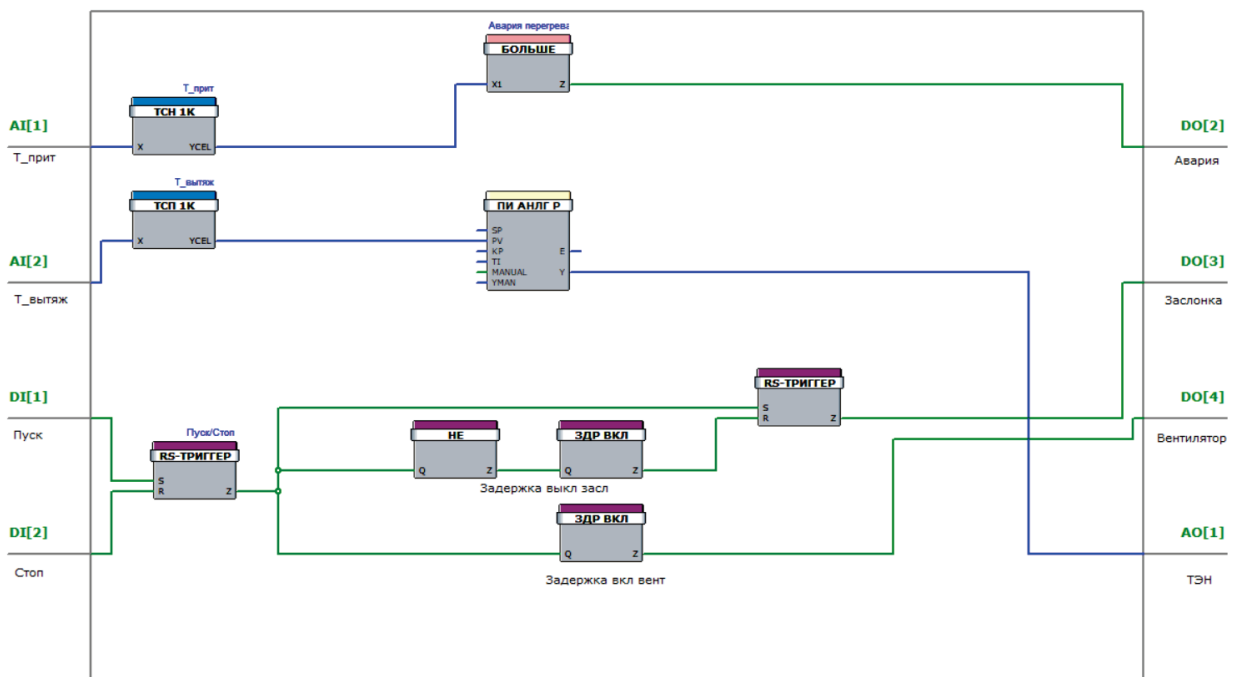 Авария перегрева
БОЛЬШЕ
X1 Z
Т_прит
ТСН 1К
X YCEL
AI[1]
Т_прит
DO[2]
Авария
Т_вытяж
ТСП 1К
X YCEL
ПИ АНЛГ Р
SP
PV
KP E
TI
MANUAL Y
YMAN
AI[2]
Т_вытяж
DO[3]
Заслонка
RS-ТРИГГЕР
S
R Z
DI[1]
Пуск
DO[4]
Вентилятор
Пуск/Стоп
RS-ТРИГГЕР
S
R Z
НЕ
Q Z
ЗДР ВКЛ
Q Z
Задержка выкл засл
ЗДР ВКЛ
Q Z
Задержка вкл вент
DI[2]
Стоп
AO[1]
ТЭН